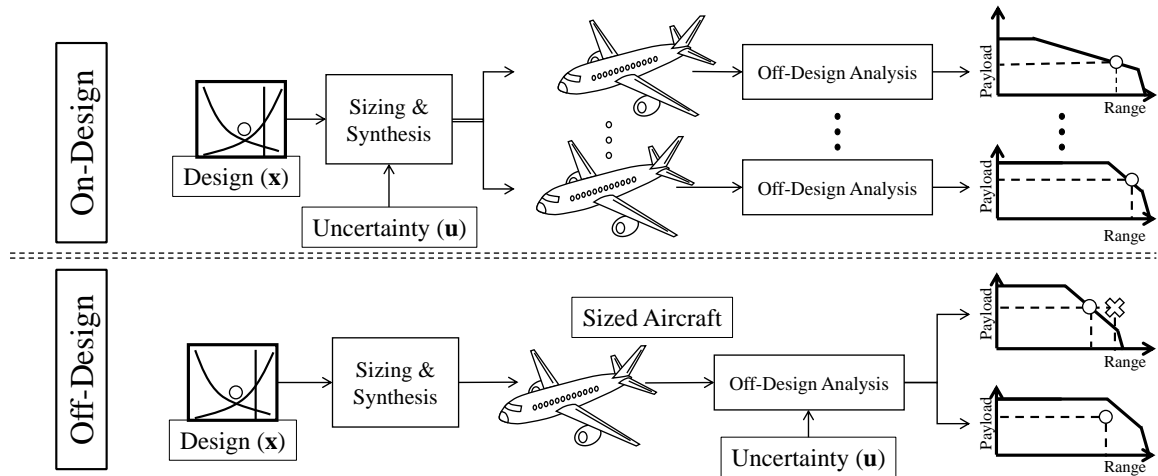 On-Design
Design (x)
Sizing &
Synthesis
Uncertainty (u)
Off-Design Analysis
Payload
Range
Off-Design Analysis
Payload
Range
Off-Design
Design (x)
Sizing &
Synthesis
Sized Aircraft
Off-Design Analysis
Uncertainty (u)
Payload
Range
Payload
Range